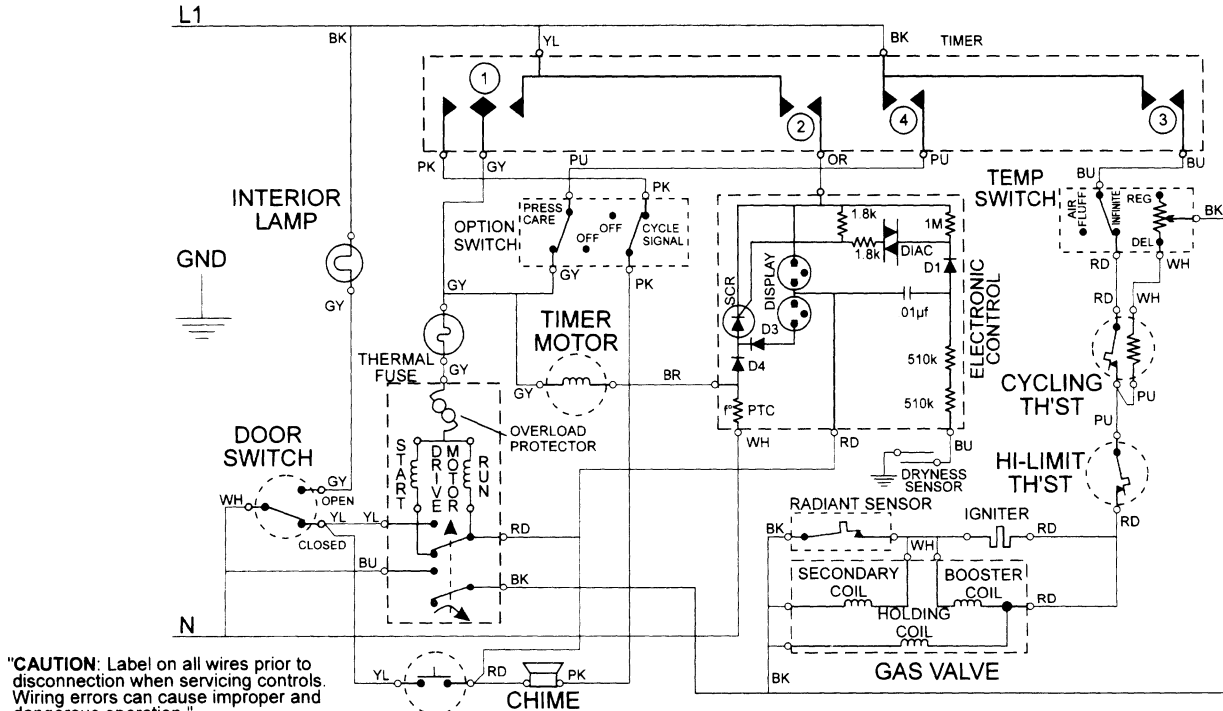 L1
BK
YL
BK
TIMER
1
2
4
3
PK
GY
PU
OR
PU
BU
PK
BU
TEMP
SWITCH
AIR
FLUFF
INFINITE
REG
DEL
BK
RD
WH
INTERIOR
LAMP
OPTION
SWITCH
PRESS
CARE
OFF
OFF
CYCLE
SIGNAL
GY
PK
1.8k
1M
1.8k
DIAC
D1
SCR
DISPLAY
01µf
D3
D4
510k
510k
f°
PTC
ELECTRONIC
CONTROL
GND
GY
GY
THERMAL
FUSE
GY
TIMER
MOTOR
GY
BR
RD
WH
CYCLING
TH'ST
PU
PU
OVERLOAD
PROTECTOR
WH
RD
BU
DRYNESS
SENSOR
HI-LIMIT
TH'ST
RD
DOOR
SWITCH
START
DRIVE
MOTOR
RUN
WH
GY
OPEN
YL
YL
CLOSED
BU
RD
BK
RADIANT SENSOR
IGNITER
BK
WH
RD
SECONDARY
COIL
BOOSTER
COIL
RD
HOLDING
COIL
GAS VALVE
BK
N
YL
RD
PK
CHIME
"CAUTION: Label on all wires prior to
disconnection when servicing controls.
Wiring errors can cause improper and
dangerous operation."